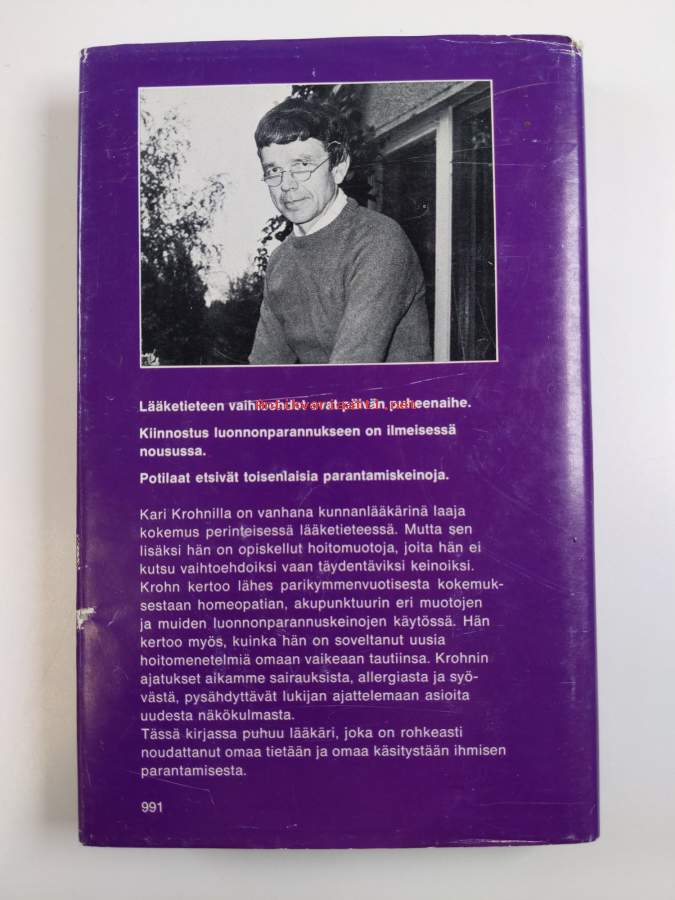 Lääketieteen vaihtoehdot ovat päivän puheenaihe.
Kiinnostus luonnonparannukseen on ilmeisessä
nousussa.
Potilaat etsivät toisenlaisia parantamiskeinoja.
Kari Krohnilla on vanhana kunnanlääkärinä laaja
kokemus perinteisessä lääketieteessä. Mutta sen
lisäksi hän on opiskellut hoitomuotoja, joita hän ei
kutsu vaihtoehdoiksi vaan täydentäviksi keinoiksi.
Krohn kertoo lähes parikymmenvuotisesta kokemuk-
sestaan homeopatian, akupunktuurin eri muotojen
ja muiden luonnonparannuskeinojen käytössä. Hän
kertoo myös, kuinka hän on soveltanut uusia
hoitomenetelmiä omaan vaikeaan tautiinsa. Krohnin
ajatukset aikamme sairauksista, allergiasta ja syö-
västä, pysähdyttävät lukijan ajattelemaan asioita
uudesta näkökulmasta.
Tässä kirjassa puhuu lääkäri, joka on rohkeasti
noudattanut omaa tietään ja omaa käsitystään ihmisen
parantamisesta.
991